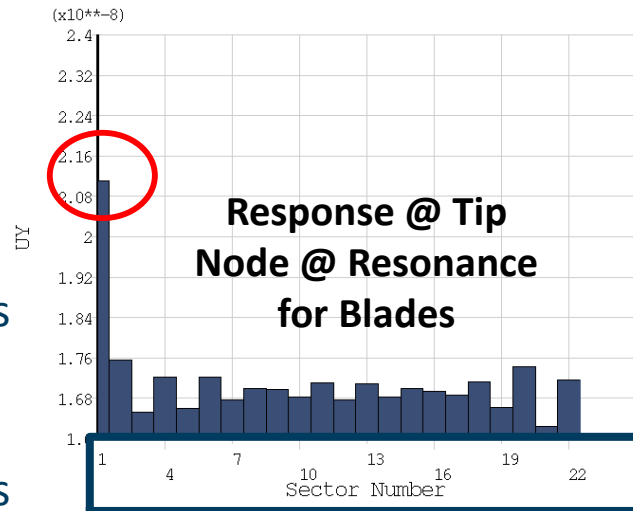 (x10**-8)
2.4
2.32
2.24
2.16
2.08
2
1.92
1.84
1.76
1.68
1.
UY
Response @ Tip
Node @ Resonance
for Blades
s
s
1 4 7 10 13 16 19 22
Sector Number